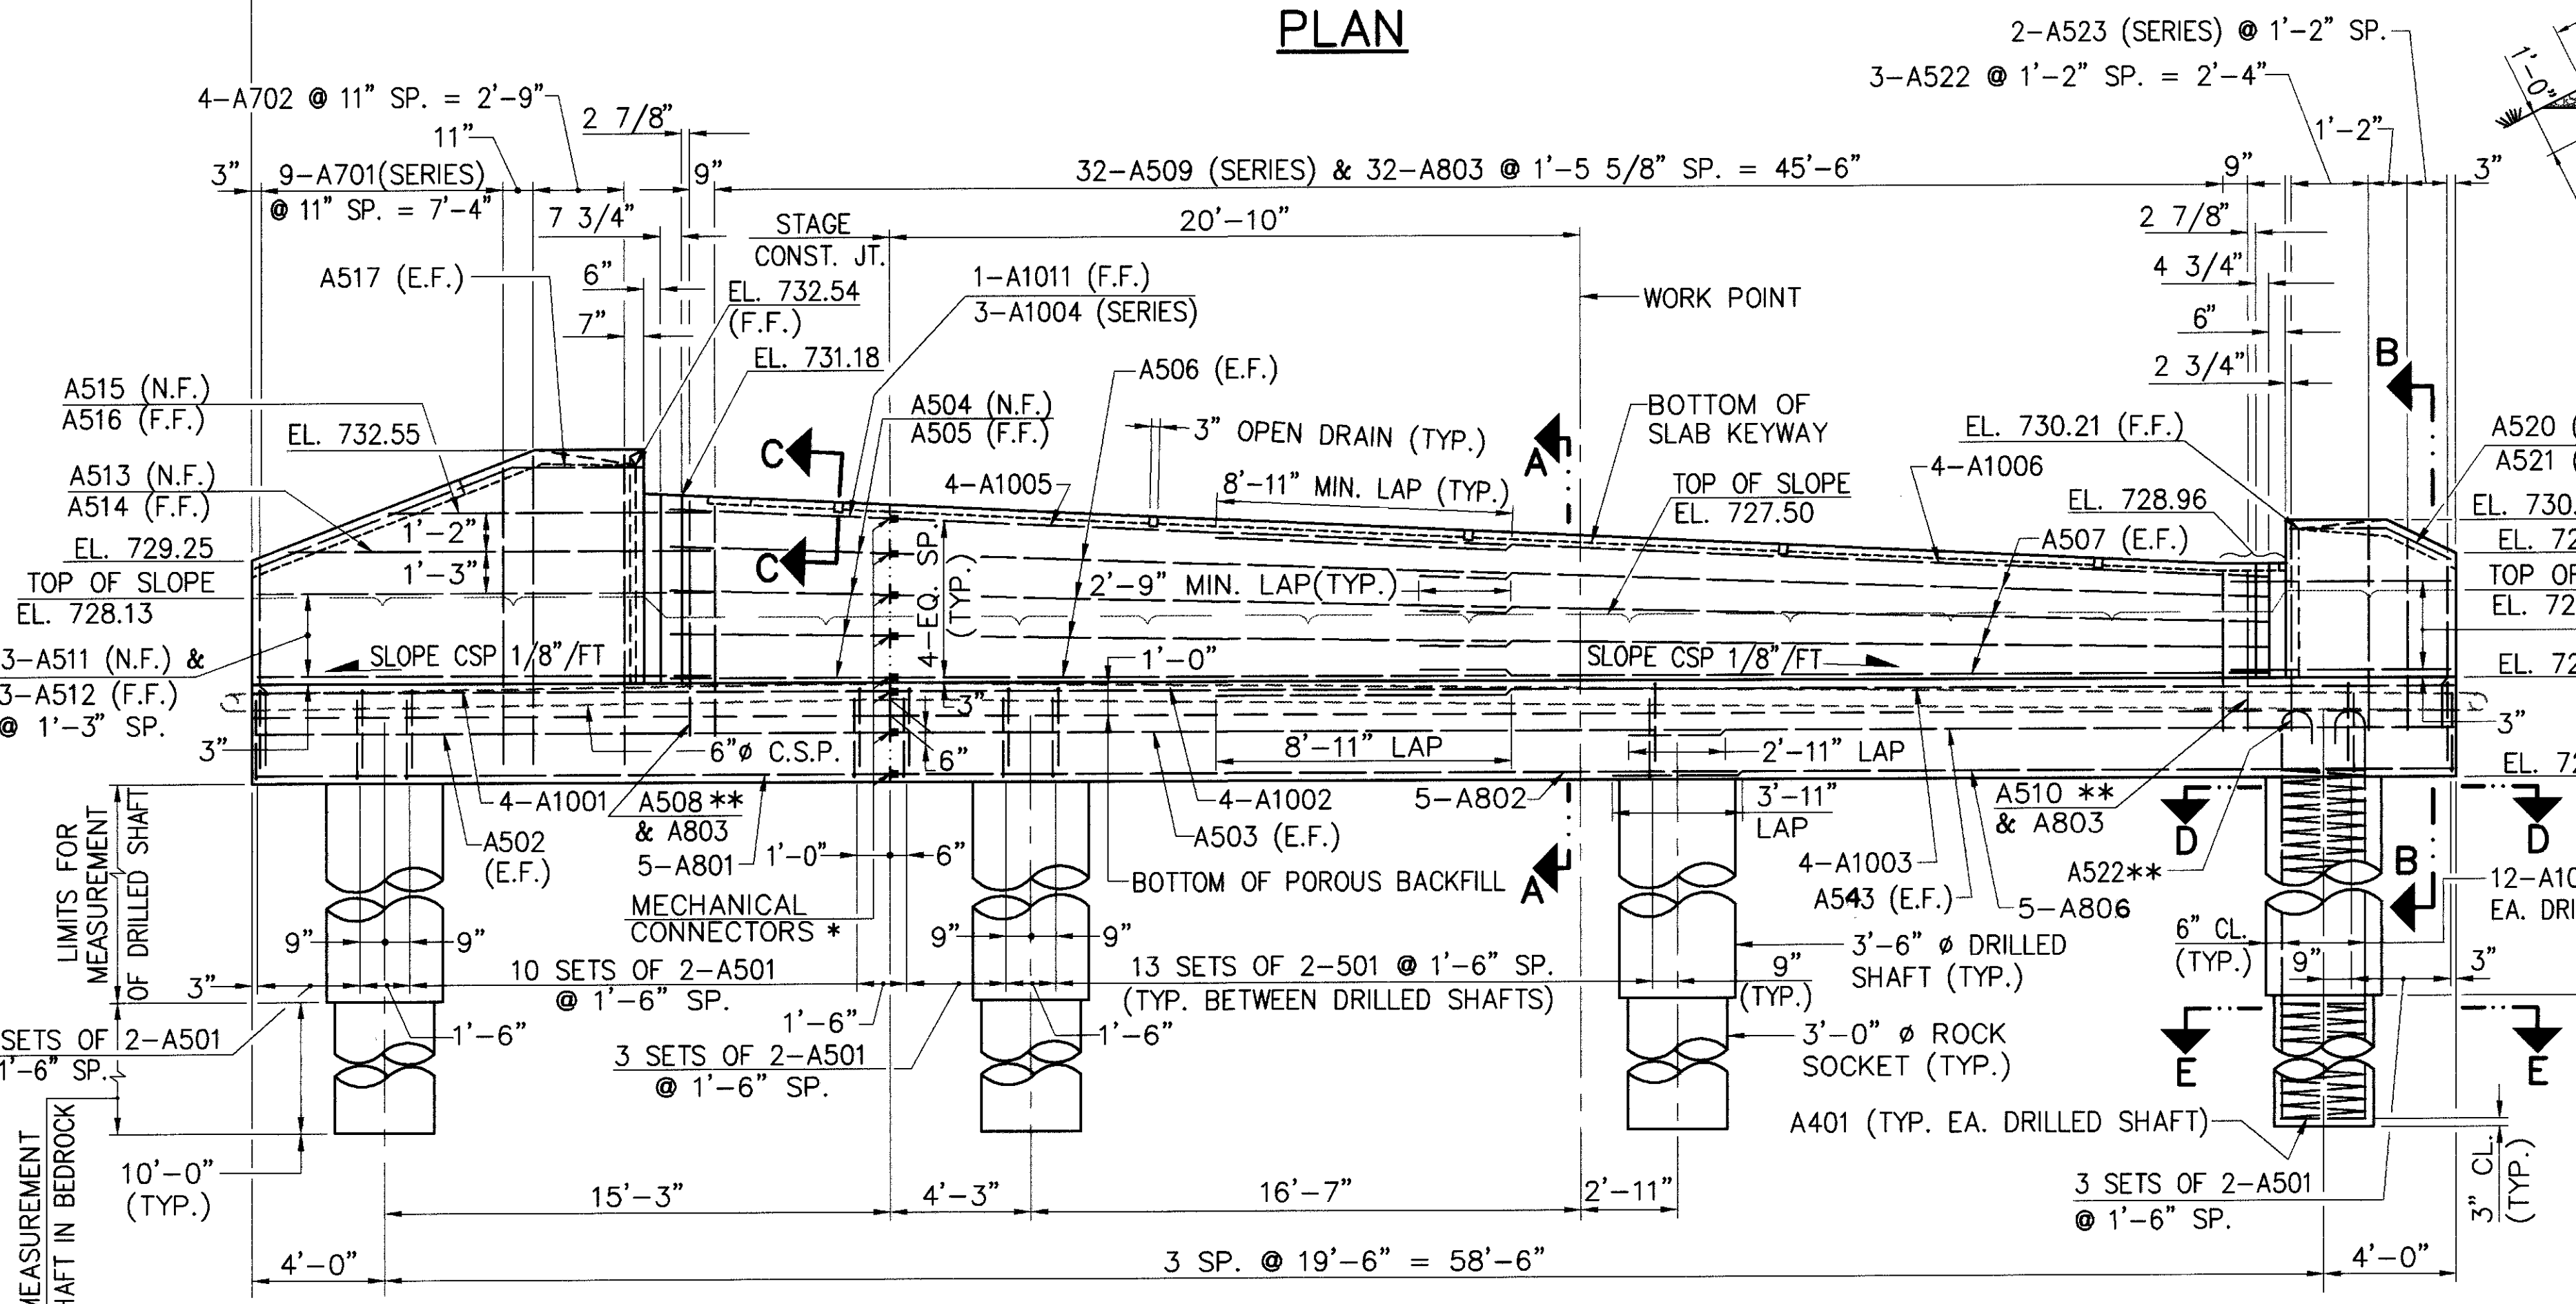 PLAN
2-A523 (SERIES) @ 1'-2" SP.
3-A522 @ 1'-2" SP. = 2'-4"
1'-0"
4-A702 @ 11" SP. = 2'-9"
11"
2 7/8"
1'-2"
3"
9-A701(SERIES)
@ 11" SP. = 7'-4"
9"
32-A509 (SERIES) & 32-A803 @ 1'-5 5/8" SP. = 45'-6"
9"
3"
7 3/4"
STAGE
CONST. JT.
20'-10"
2 7/8"
A517 (E.F.)
6"
7"
EL. 732.54
(F.F.)
1-A1011 (F.F.)
3-A1004 (SERIES)
WORK POINT
4 3/4"
6"
2 3/4"
B
EL. 731.18
A506 (E.F.)
A515 (N.F.)
A516 (F.F.)
EL. 732.55
A504 (N.F.)
A505 (F.F.)
3" OPEN DRAIN (TYP.)
BOTTOM OF
SLAB KEYWAY
EL. 730.21 (F.F.)
A520
A521
C
A
4-A1006
A513 (N.F.)
A514 (F.F.)
4-A1005
8'-11" MIN. LAP (TYP.)
TOP OF SLOPE
EL. 727.50
EL. 728.96
EL. 730.
1'-2"
C
A507 (E.F.)
EL. 72
EL. 729.25
1'-3"
4-EQ. SP.
(TYP.)
2'-9" MIN. LAP(TYP.)
TOP OF SLOPE
EL. 728.13
TOP OF
EL. 72
3-A511 (N.F.) &
3-A512 (F.F.)
@ 1'-3" SP.
SLOPE CSP 1/8"/FT
1'-0"
SLOPE CSP 1/8"/FT
EL. 72
3"
3"
6"ø C.S.P.
6"
8'-11" LAP
2'-11" LAP
3"
EL. 72
4-A1001
A508 **
& A803
4-A1002
5-A802
3'-11"
LAP
A510 **
& A803
D
D
A502
(E.F.)
5-A801
1'-0"
6"
A503 (E.F.)
4-A1003
A522**
B
BOTTOM OF POROUS BACKFILL
A
A543 (E.F.)
5-A806
12-A10
EA. DRI
LIMITS FOR
MEASUREMENT
OF DRILLED SHAFT
MECHANICAL
CONNECTORS *
9"
9"
9"
9"
3'-6" ø DRILLED
SHAFT (TYP.)
6" CL.
(TYP.)
3"
10 SETS OF 2-A501
@ 1'-6" SP.
13 SETS OF 2-501 @ 1'-6" SP.
(TYP. BETWEEN DRILLED SHAFTS)
9"
(TYP.)
9"
3"
SETS OF 2-A501
1'-6" SP.
1'-6"
1'-6"
1'-6"
3 SETS OF 2-A501
@ 1'-6" SP.
3'-0" ø ROCK
SOCKET (TYP.)
E
E
A401 (TYP. EA. DRILLED SHAFT)
MEASUREMENT
HAFT IN BEDROCK
10'-0"
(TYP.)
15'-3"
4'-3"
16'-7"
2'-11"
3 SETS OF 2-A501
@ 1'-6" SP.
3" CL.
(TYP.)
4'-0"
3 SP. @ 19'-6" = 58'-6"
4'-0"